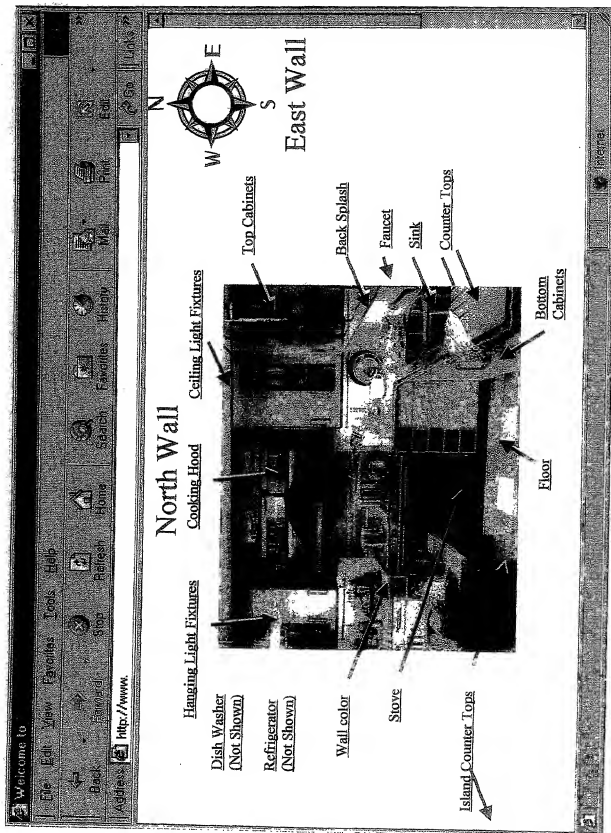 Welcome to
File Edit View Favorites Tools Help
Back Forward Stop Refresh Home Search Favorites History Mail Print Edit
Address http://www. Go Links »
N
W E
S
North Wall
East Wall
Hanging Light Fixtures
Cooking Hood
Ceiling Light Fixtures
Top Cabinets
Dish Washer
(Not Shown)
Refrigerator
(Not Shown)
Wall color
Stove
Island Counter Tops
Back Splash
Faucet
Sink
Counter Tops
Bottom
Cabinets
Floor
Internet